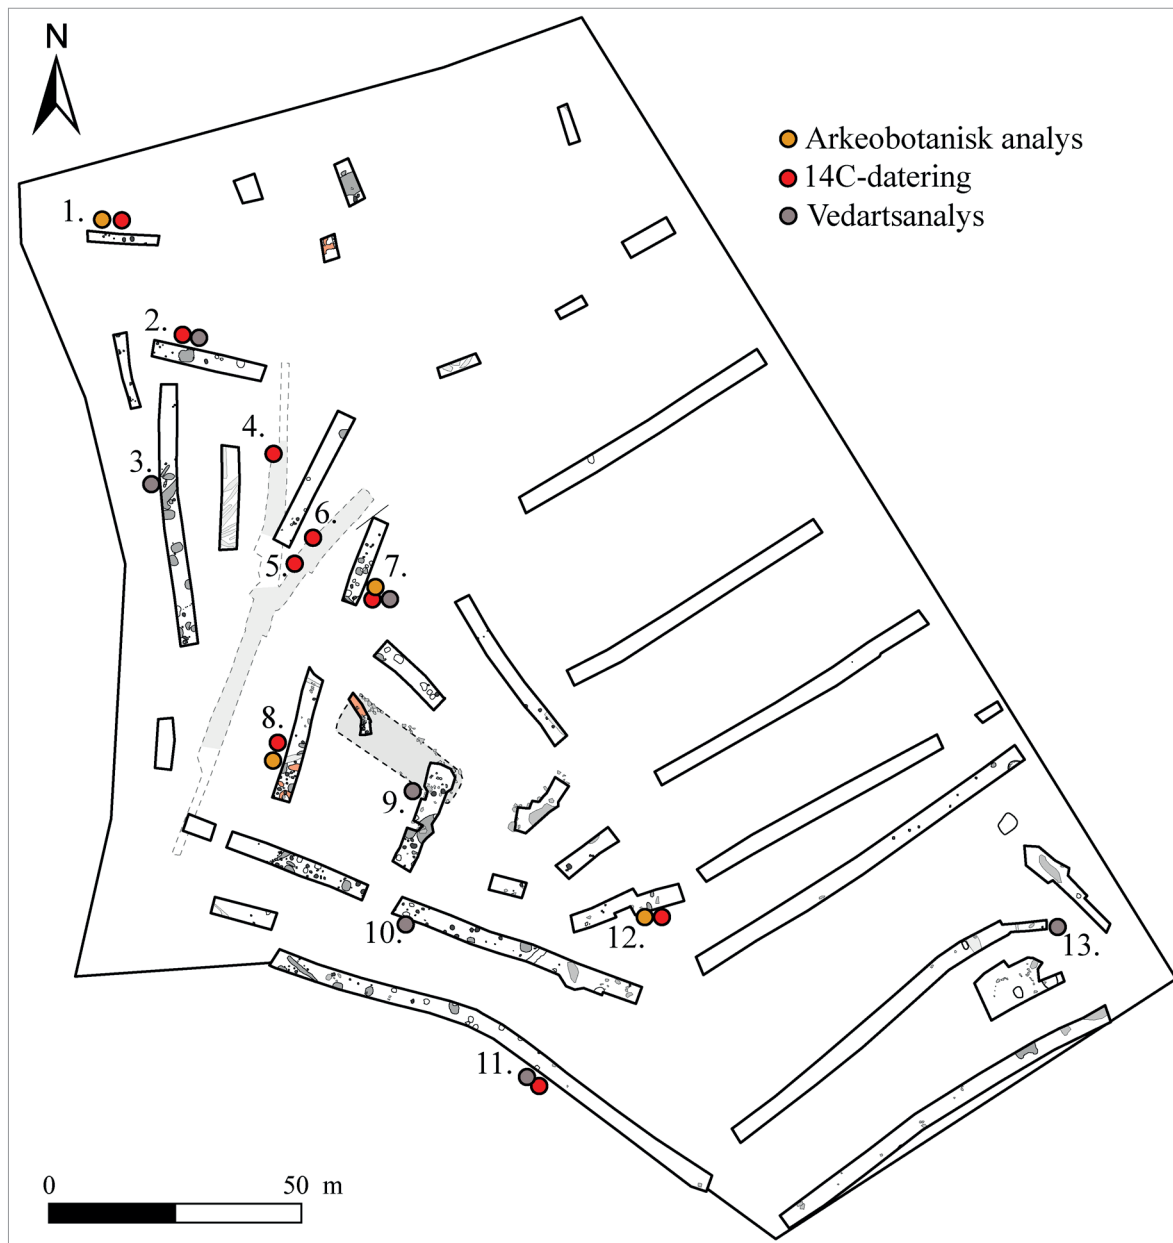 N
Arkeobotanisk analys
14C-datering
Vedartsanalys
1.
2.
3.
4.
5.
6.
7.
8.
9.
10.
11.
12.
13.
0 50 m